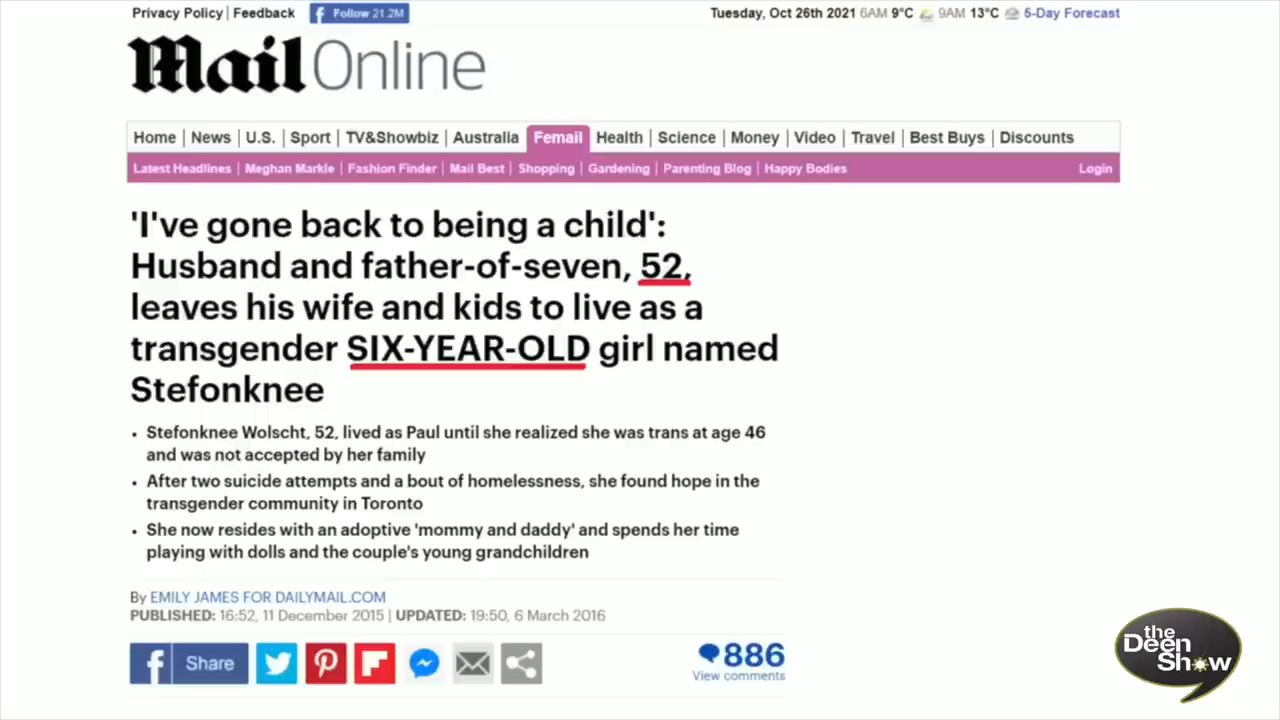 Privacy Policy | Feedback
Follow 21.2M
Tuesday, Oct 26th 2021 6AM 9°C 9AM 13°C 5-Day Forecast
Mail Online
Home | News | U.S. | Sport | TV&Showbiz | Australia | Femail | Health | Science | Money | Video | Travel | Best Buys | Discounts
Latest Headlines | Meghan Markle | Fashion Finder | Mail Best | Shopping | Gardening | Parenting Blog | Happy Bodies
Login
'I've gone back to being a child':
Husband and father-of-seven, 52,
leaves his wife and kids to live as a
transgender SIX-YEAR-OLD girl named
Stefonknee
• Stefonknee Wolscht, 52, lived as Paul until she realized she was trans at age 46
and was not accepted by her family
• After two suicide attempts and a bout of homelessness, she found hope in the
transgender community in Toronto
• She now resides with an adoptive 'mommy and daddy' and spends her time
playing with dolls and the couple's young grandchildren
By EMILY JAMES FOR DAILYMAIL.COM
PUBLISHED: 16:52, 11 December 2015 | UPDATED: 19:50, 6 March 2016
Share
886
View comments
the
Deen
Show